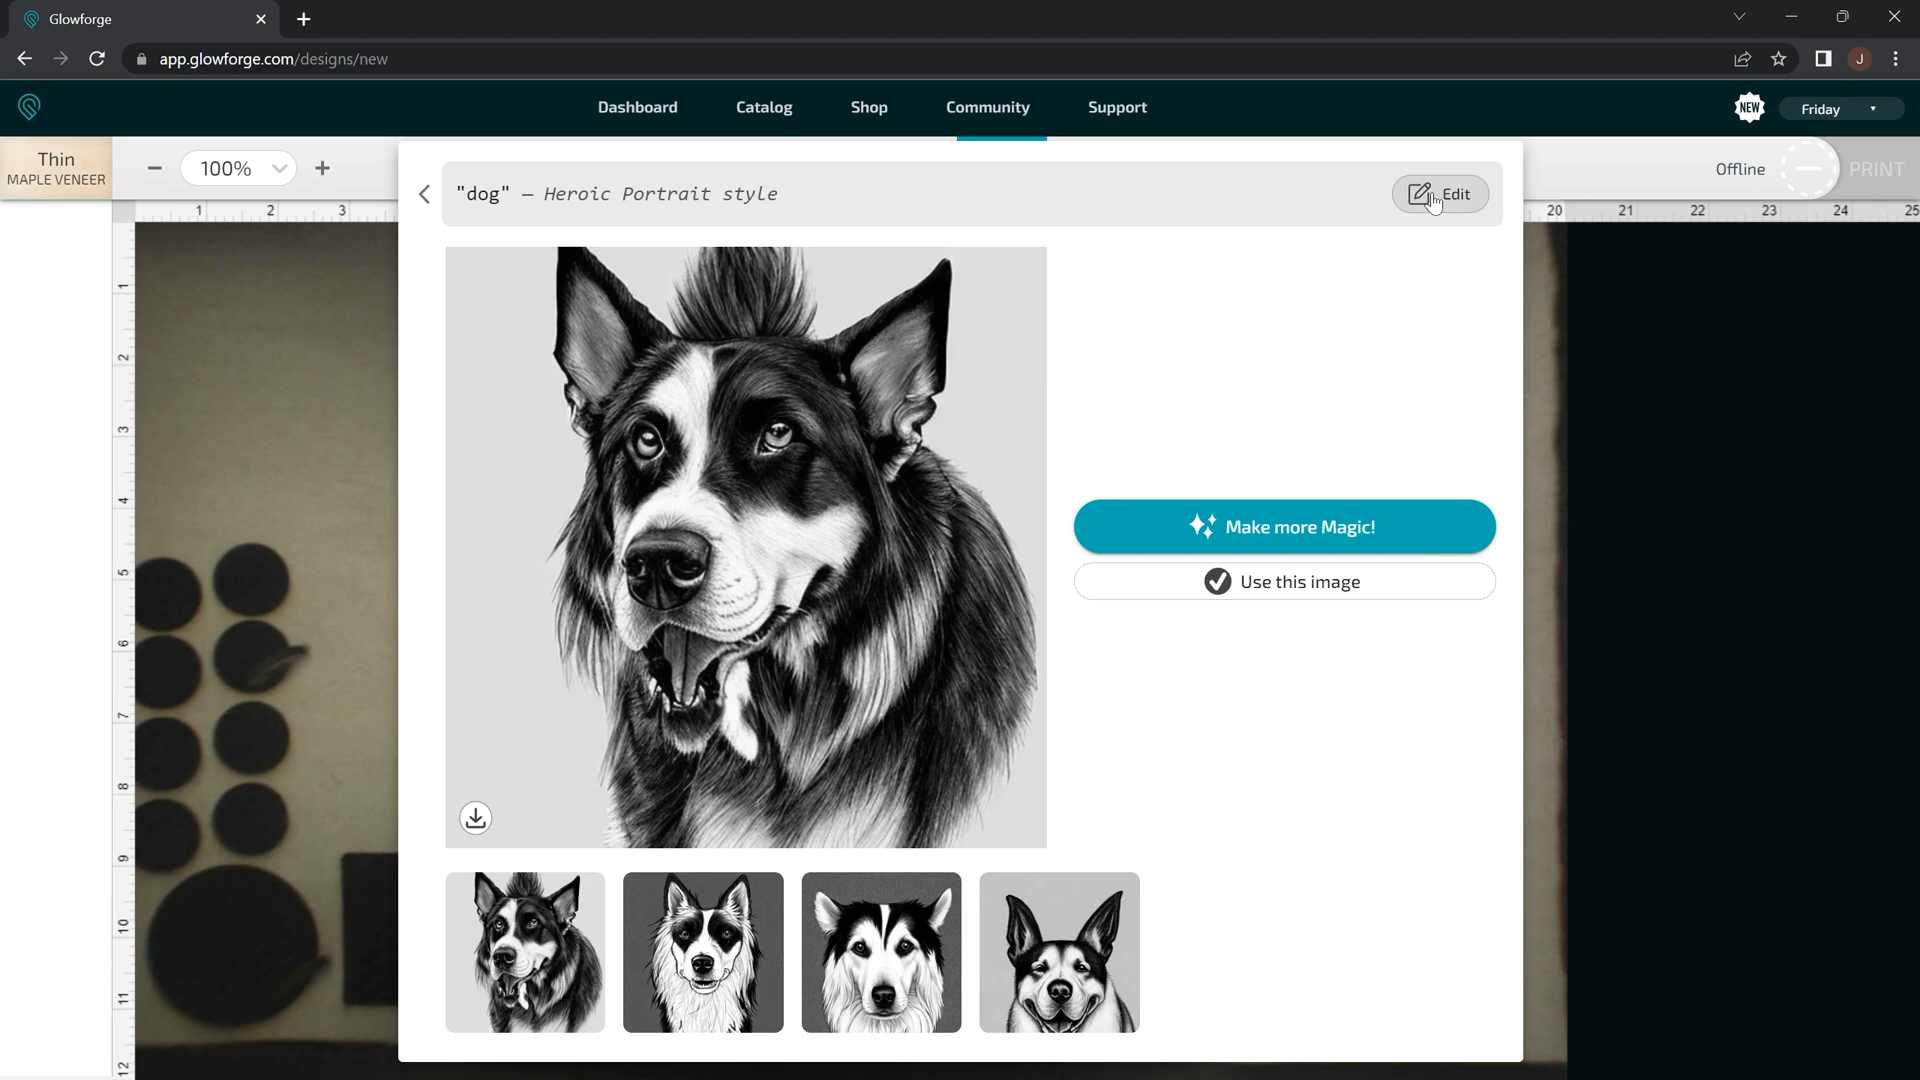 Glowforge
app.glowforge.com/designs/new
J
Dashboard
Catalog
Shop
Community
Support
NEW
Friday
Thin
MAPLE VENEER
100%
Offline
PRINT
"dog" – Heroic Portrait style
Edit
1 2 3 20 21 22 23 24 25
1
2
3
4
5
6
7
8
9
10
11
12
Make more Magic!
Use this image